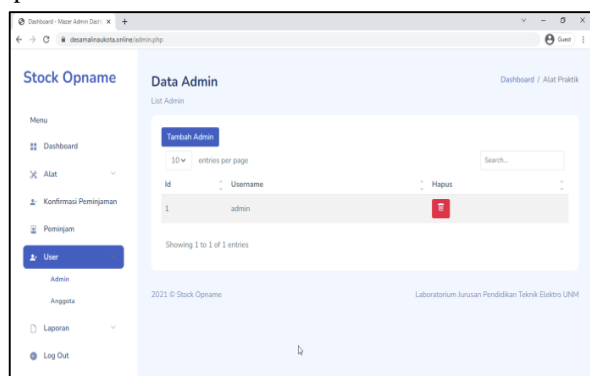 Dashboard - Mazer Admin Dash
desamalinaukota.online/admin.php
Guest
Stock Opname
Menu
Dashboard
Alat
Konfirmasi Peminjaman
Peminjam
User
Admin
Anggota
Laporan
Log Out
Data Admin
List Admin
Dashboard / Alat Praktik
Tambah Admin
10 entries per page
Search...
Id Username Hapus
1 admin
Showing 1 to 1 of 1 entries
2021 © Stock Opname
Laboratorium Jurusan Pendidikan Teknik Elektro UNM